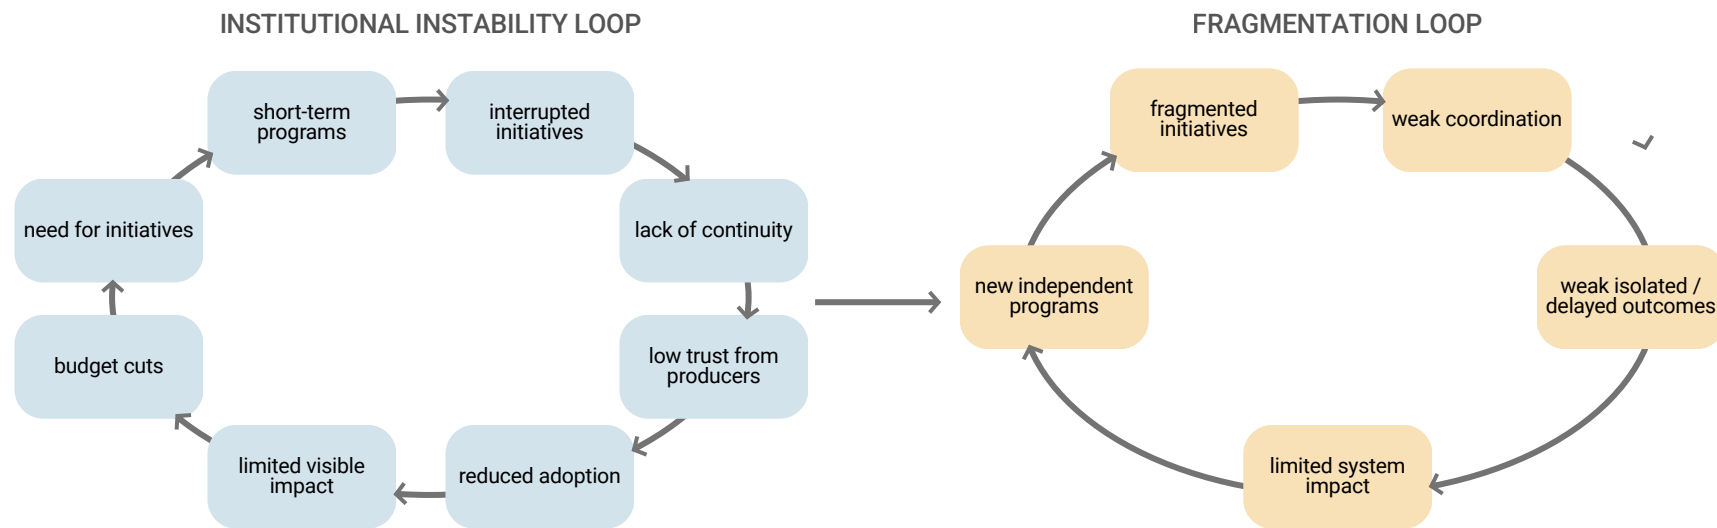 INSTITUTIONAL INSTABILITY LOOP
short-term
programs
interrupted
initiatives
lack of continuity
low trust from
producers
reduced adoption
limited visible
impact
budget cuts
need for initiatives
FRAGMENTATION LOOP
fragmented
initiatives
weak coordination
weak isolated /
delayed outcomes
limited system
impact
new independent
programs